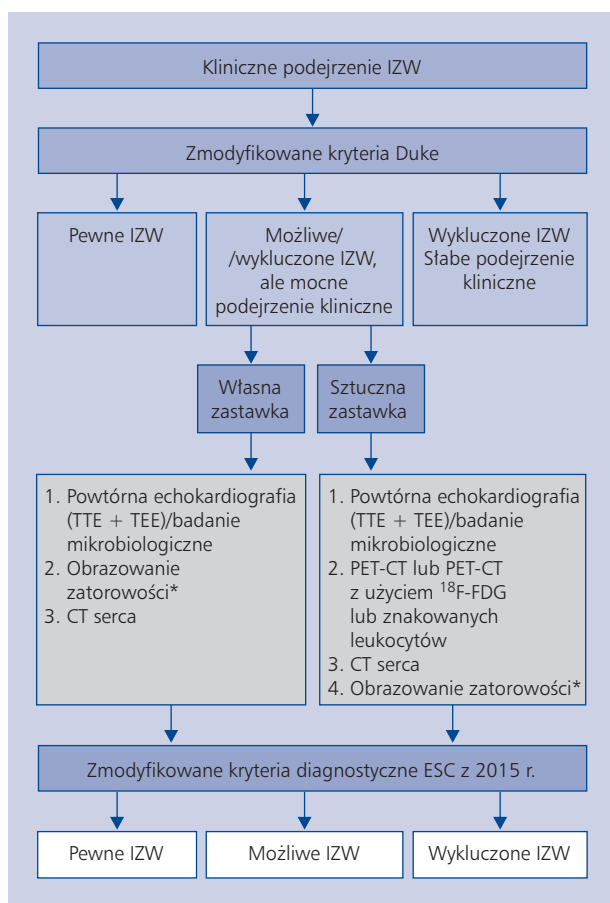 Kliniczne podejrzenie IZW
Zmodyfikowane kryteria Duke
Pewne IZW
Możliwe/
/wykluczone IZW,
ale mocne
podejrzenie kliniczne
Wykluczone IZW
Słabe podejrzenie
kliniczne
Własna
zastawka
Sztuczna
zastawka
1. Powtórna echokardiografia
(TTE + TEE)/badanie
mikrobiologiczne
2. Obrazowanie
zatorowości*
3. CT serca
1. Powtórna echokardiografia
(TTE + TEE)/badanie
mikrobiologiczne
2. PET-CT lub PET-CT
z użyciem ¹⁸F-FDG
lub znakowanych
leukocytów
3. CT serca
4. Obrazowanie zatorowości*
Zmodyfikowane kryteria diagnostyczne ESC z 2015 r.
Pewne IZW
Możliwe IZW
Wykluczone IZW